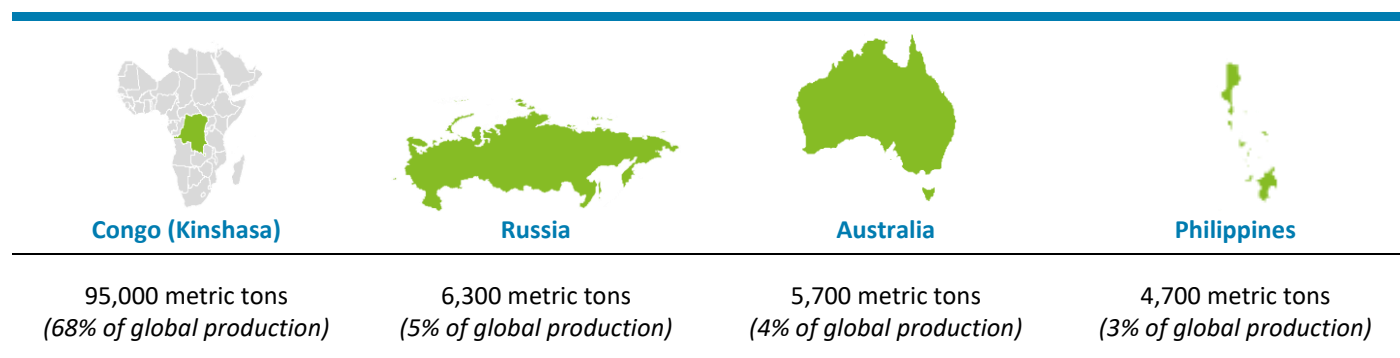 Congo (Kinshasa)
Russia
Australia
Philippines
95,000 metric tons
6,300 metric tons
5,700 metric tons
4,700 metric tons
(68% of global production)
(5% of global production)
(4% of global production)
(3% of global production)